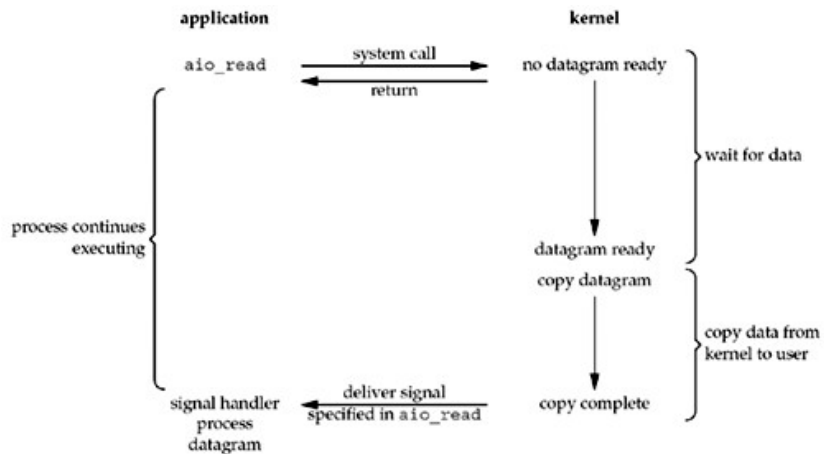 application
kernel
system call
aio_read
no datagram ready
return
wait for data
process continues
executing
datagram ready
copy datagram
copy data from
kernel to user
deliver signal
signal handler
specified in aio_read
copy complete
process
datagram